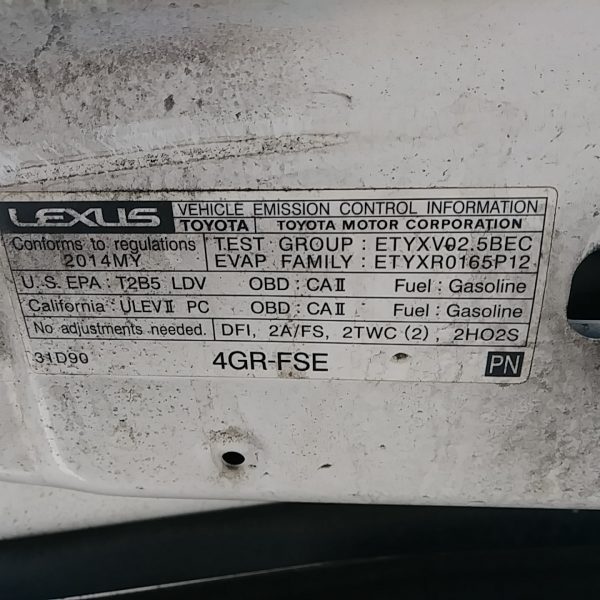 LEXUS VEHICLE EMISSION CONTROL INFORMATION
TOYOTA TOYOTA MOTOR CORPORATION
Conforms to regulations TEST GROUP : ETYXV02.5BEC
2014MY EVAP FAMILY : ETYXR0165P12
U.S. EPA : T2B5 LDV OBD : CAⅡ Fuel : Gasoline
California : ULEVⅡ PC OBD : CAⅡ Fuel : Gasoline
No adjustments needed. DFI, 2A/FS, 2TWC (2) , 2HO2S
31D90 4GR-FSE PN